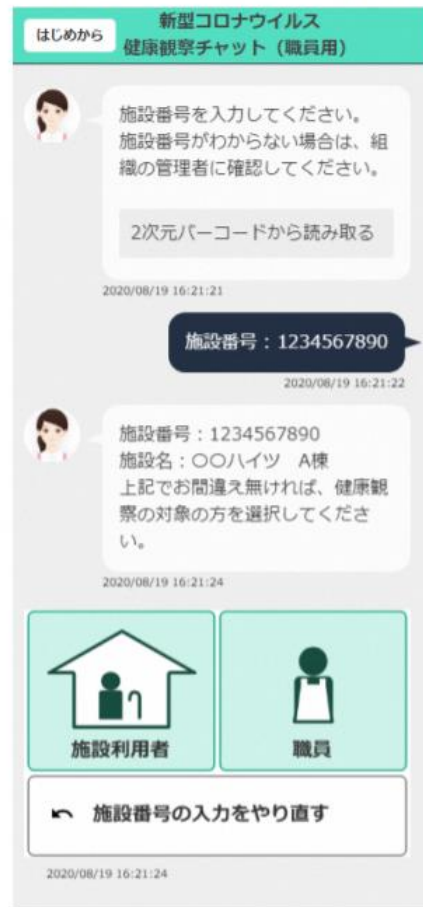 はじめから
新型コロナウイルス
健康観察チャット（職員用）
施設番号を入力してください。
施設番号がわからない場合は、組
織の管理者に確認してください。
2次元バーコードから読み取る
2020/08/19 16:21:21
施設番号：1234567890
2020/08/19 16:21:22
施設番号：1234567890
施設名：〇〇ハイツ　A棟
上記でお間違え無ければ、健康観
察の対象の方を選択してくださ
い。
2020/08/19 16:21:24
施設利用者
職員
施設番号の入力をやり直す
2020/08/19 16:21:24